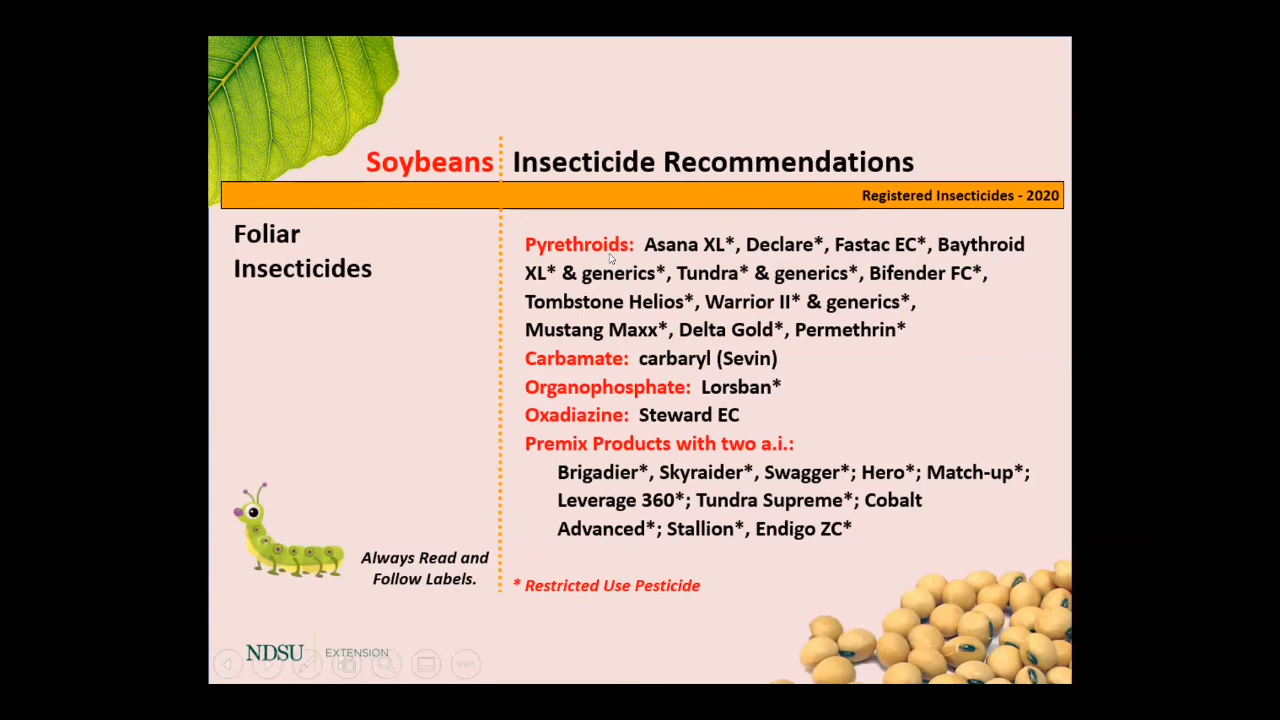 Soybeans Insecticide Recommendations
Registered Insecticides - 2020
Foliar
Insecticides
Pyrethroids: Asana XL*, Declare*, Fastac EC*, Baythroid
XL* & generics*, Tundra* & generics*, Bifender FC*,
Tombstone Helios*, Warrior II* & generics*,
Mustang Maxx*, Delta Gold*, Permethrin*
Carbamate: carbaryl (Sevin)
Organophosphate: Lorsban*
Oxadiazine: Steward EC
Premix Products with two a.i.:
Brigadier*, Skyraider*, Swagger*; Hero*; Match-up*;
Leverage 360*; Tundra Supreme*; Cobalt
Advanced*; Stallion*, Endigo ZC*
Always Read and
Follow Labels.
* Restricted Use Pesticide
NDSU EXTENSION